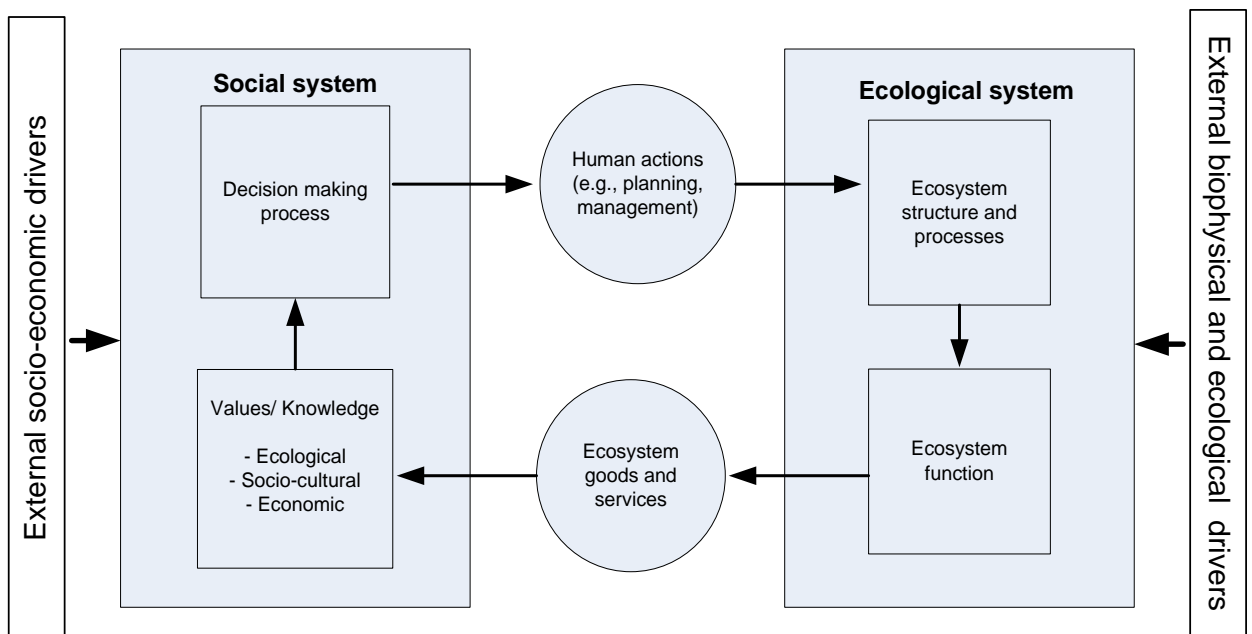 External socio-economic drivers
Social system
Decision making
process
Values/ Knowledge
- Ecological
- Socio-cultural
- Economic
Human actions
(e.g., planning,
management)
Ecosystem
goods and
services
Ecological system
Ecosystem
structure and
processes
Ecosystem
function
External biophysical and ecological drivers